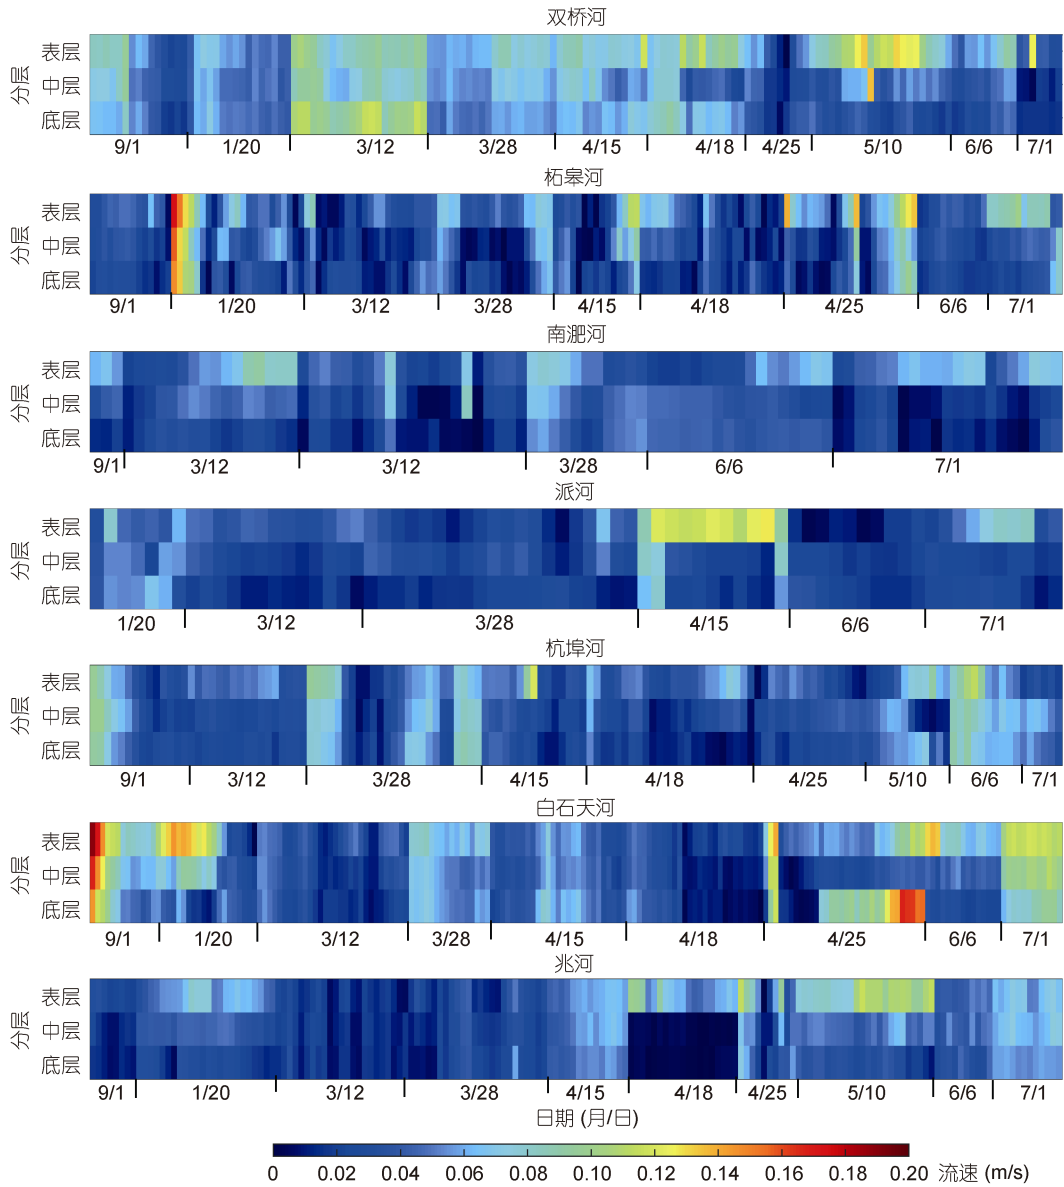 双桥河
分层
表层
中层
底层
9/1 1/20 3/12 3/28 4/15 4/18 4/25 5/10 6/6 7/1
柘皋河
分层
表层
中层
底层
9/1 1/20 3/12 3/28 4/15 4/18 4/25 6/6 7/1
南淝河
分层
表层
中层
底层
9/1 3/12 3/12 3/28 6/6 7/1
派河
分层
表层
中层
底层
1/20 3/12 3/28 4/15 6/6 7/1
杭埠河
分层
表层
中层
底层
9/1 3/12 3/28 4/15 4/18 4/25 5/10 6/6 7/1
白石天河
分层
表层
中层
底层
9/1 1/20 3/12 3/28 4/15 4/18 4/25 6/6 7/1
兆河
分层
表层
中层
底层
9/1 1/20 3/12 3/28 4/15 4/18 4/25 5/10 6/6 7/1
日期 (月/日)
0 0.02 0.04 0.06 0.08 0.10 0.12 0.14 0.16 0.18 0.20 流速 (m/s)